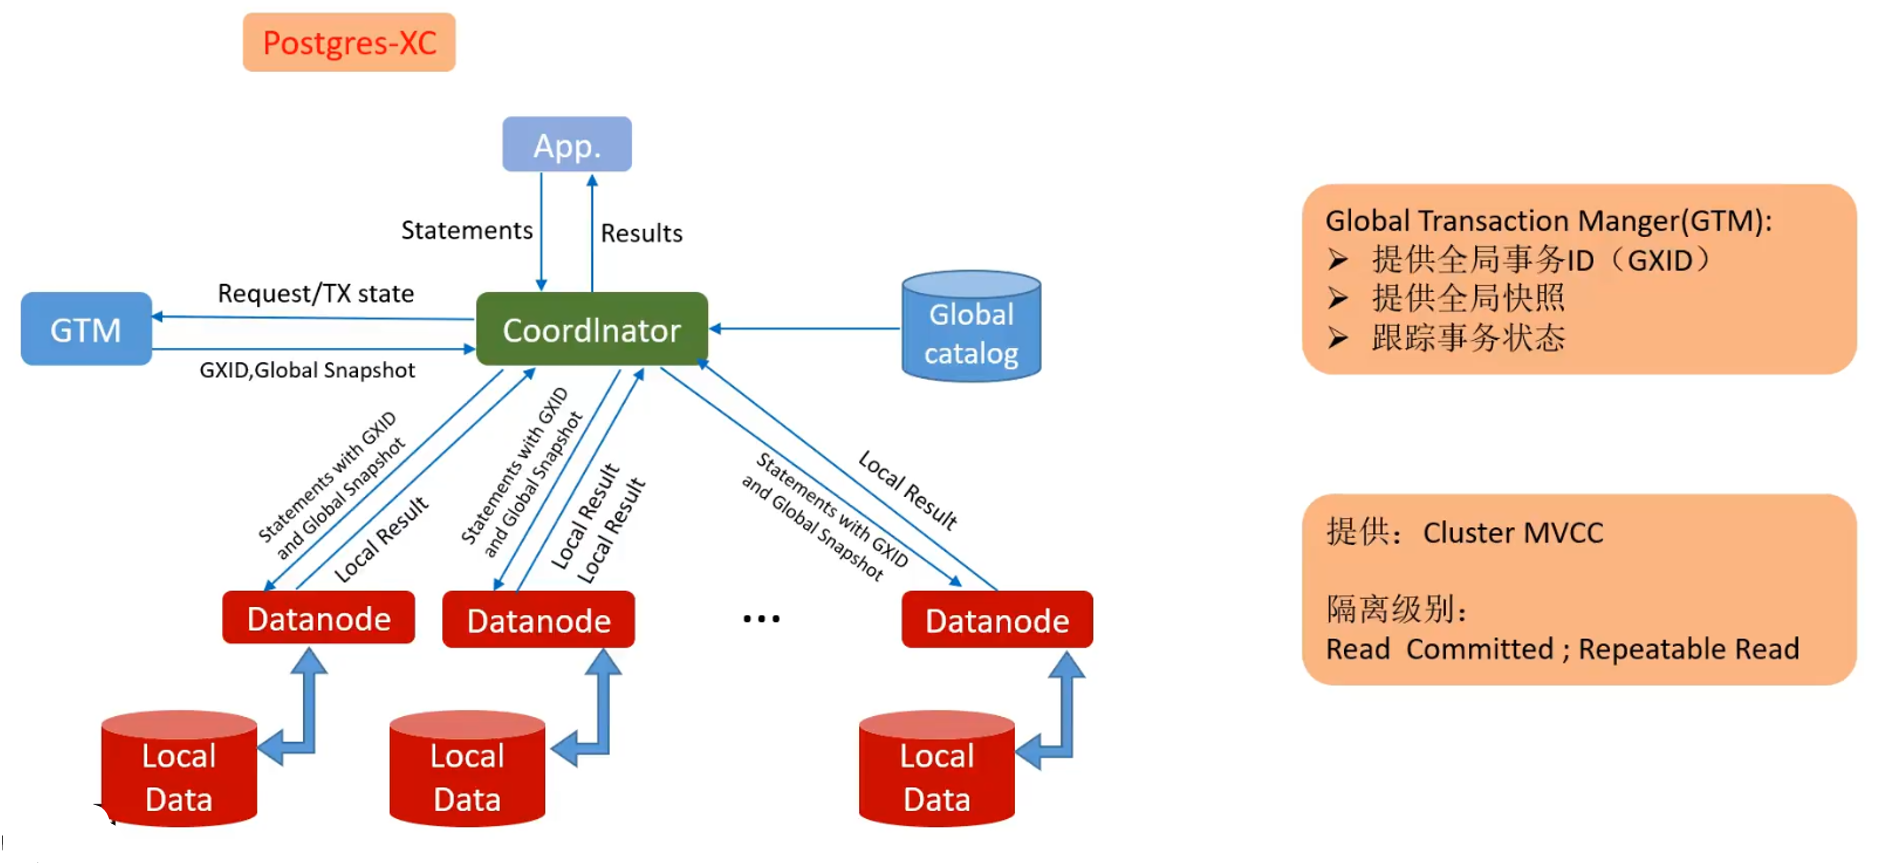 Postgres-XC
App.
Statements
Results
Request/TX state
GTM
CoordInator
Global
catalog
GXID,Global Snapshot
Statements with GXID
and Global Snapshot
Local Result
Statements with GXID
and Global Snapshot
Local Result
Local Result
Statements with GXID
and Global Snapshot
Local Result
Datanode
Datanode
...
Datanode
Local
Data
Local
Data
Local
Data
Global Transaction Manger(GTM):
➢ 提供全局事务ID（GXID）
➢ 提供全局快照
➢ 跟踪事务状态
提供：Cluster MVCC
隔离级别：
Read Committed ; Repeatable Read